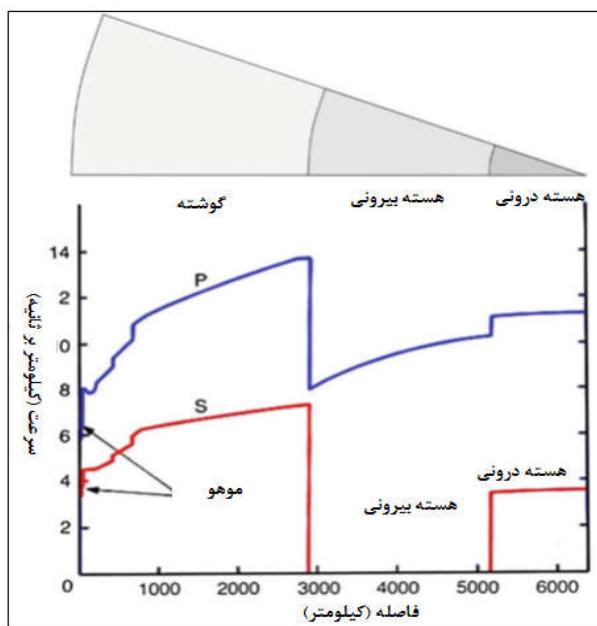 گوشته
هسته بیرونی
هسته درونی
14
2
10
8
6
4
2
0
سرعت (کیلومتر بر ثانیه)
P
S
موهو
هسته بیرونی
هسته درونی
1000
2000
3000
4000
5000
6000
فاصله (کیلومتر)